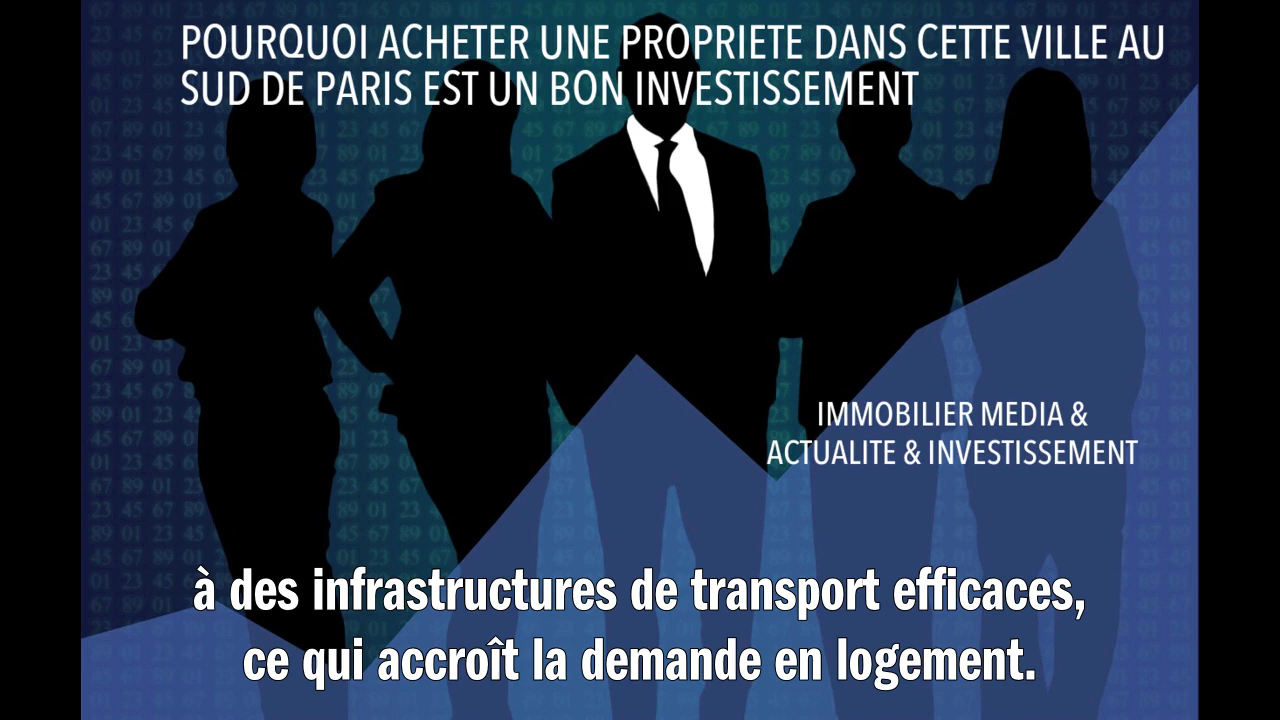 POURQUOI ACHETER UNE PROPRIETE DANS CETTE VILLE AU
SUD DE PARIS EST UN BON INVESTISSEMENT
IMMOBILIER MEDIA &
ACTUALITE & INVESTISSEMENT
à des infrastructures de transport efficaces,
ce qui accroît la demande en logement.